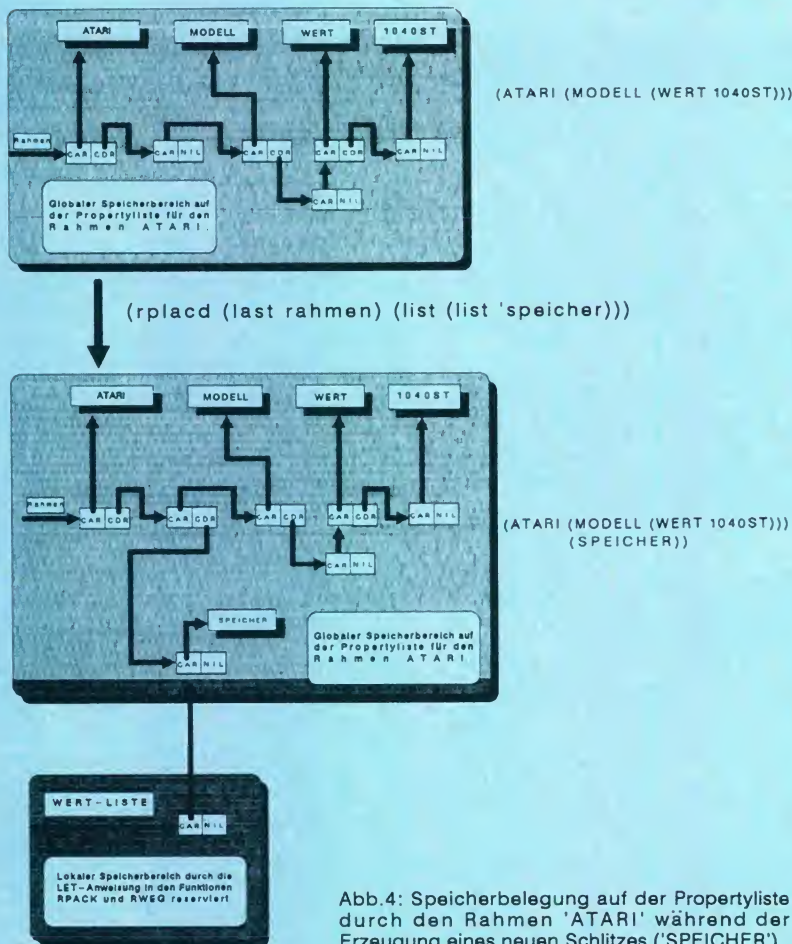 ATARI MODELL WERT 1040ST
(ATARI (MODELL (WERT 1040ST)))
Rahmen
CAR CDR CAR NIL CAR CDR CAR CDR CAR NIL
CAR NIL
Globaler Speicherbereich auf
der Propertyliste für den
Rahmen ATARI.
(rplacd (last rahmen) (list (list 'speicher)))
ATARI MODELL WERT 1040ST
Rahmen
CAR CDR CAR CDR CAR CDR CAR CDR CAR NIL
(ATARI (MODELL (WERT 1040ST)))
(SPEICHER))
CAR NIL
SPEICHER
CAR NIL
Globaler Speicherbereich auf
der Propertyliste für den
Rahmen ATARI
WERT-LISTE
CAR NIL
Lokaler Speicherbereich durch die
LET-Anweisung in den Funktionen
RPACK und RWEG reserviert
Abb.4: Speicherbelegung auf der Propertyliste
durch den Rahmen 'ATARI' während der
Erzeugung eines neuen Schlitzes ('SPEICHER')